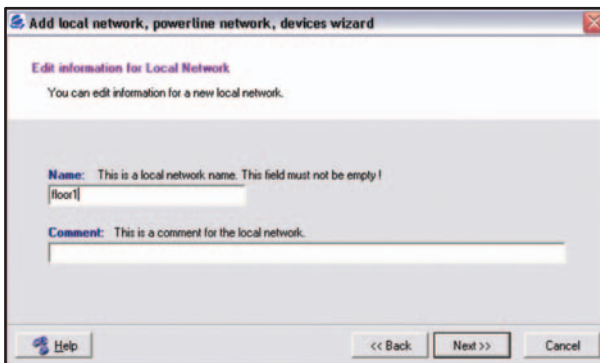 Add local network, powerline network, devices wizard
Edit information for Local Network
You can edit information for a new local network.
Name: This is a local network name. This field must not be empty !
floor1
Comment: This is a comment for the local network.
Help
<< Back
Next >>
Cancel